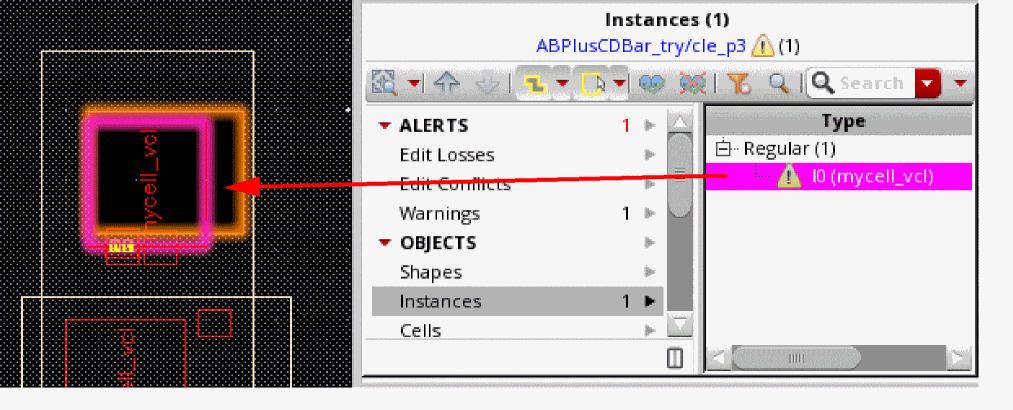 Instances (1)
ABPlusCDBar_try/cle_p3 (1)
Search
ALERTS 1
Edit Losses
Edit Conflicts
Warnings 1
OBJECTS
Shapes
Instances 1
Cells
Type
Regular (1)
I0 (mycell_vcl)
mycell_vcl
ell_vcl